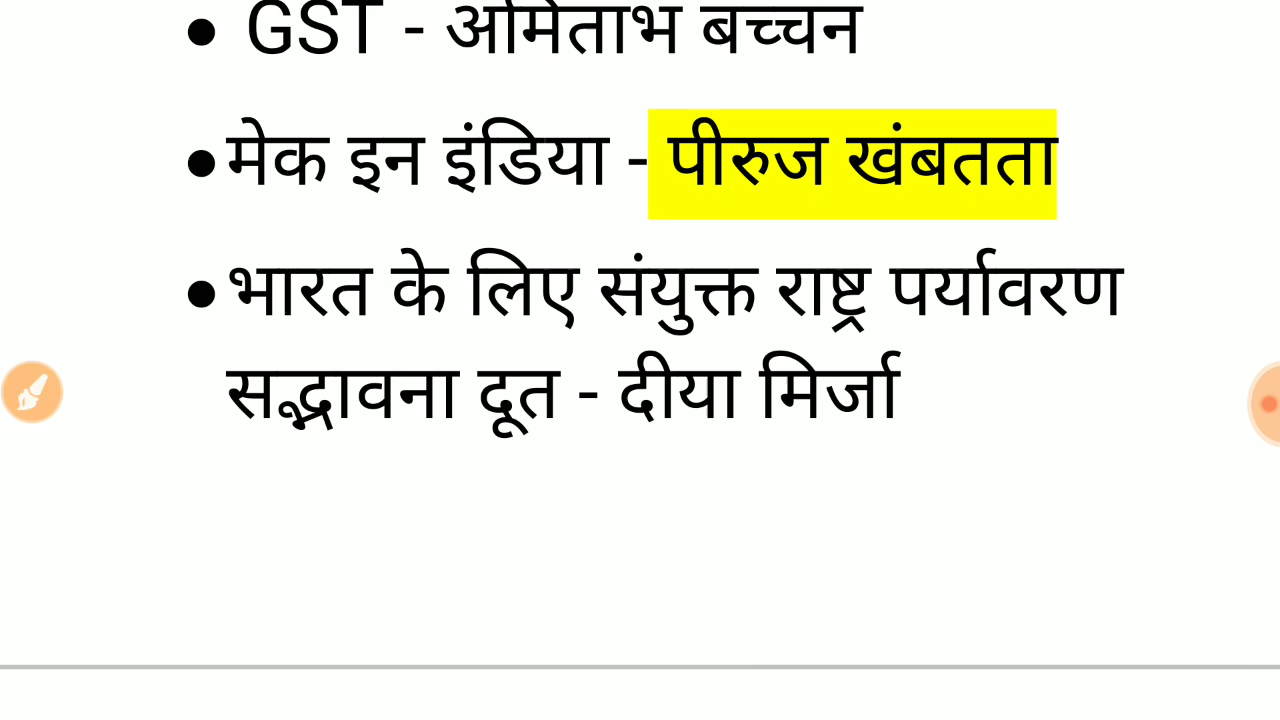 • GST - अमिताभ बच्चन
• मेक इन इंडिया - पीरुज खंबतता
• भारत के लिए संयुक्त राष्ट्र पर्यावरण
सद्भावना दूत - दीया मिर्जा